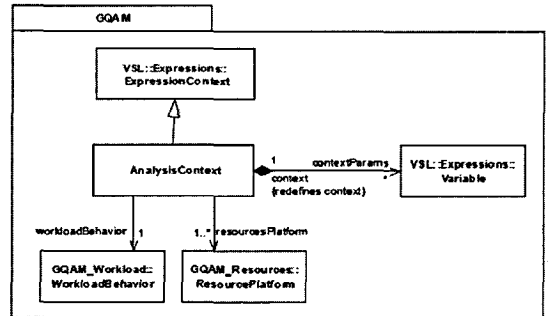 GQAM
VSL::Expressions::
ExpressionContext
AnalysisContext
1
contextParams
context
*
{redefines context}
VSL::Expressions::
Variable
workloadBehavior
1
1..*
resourcesPlatform
GQAM_Workload::
WorkloadBehavior
GQAM_Resources::
ResourcePlatform